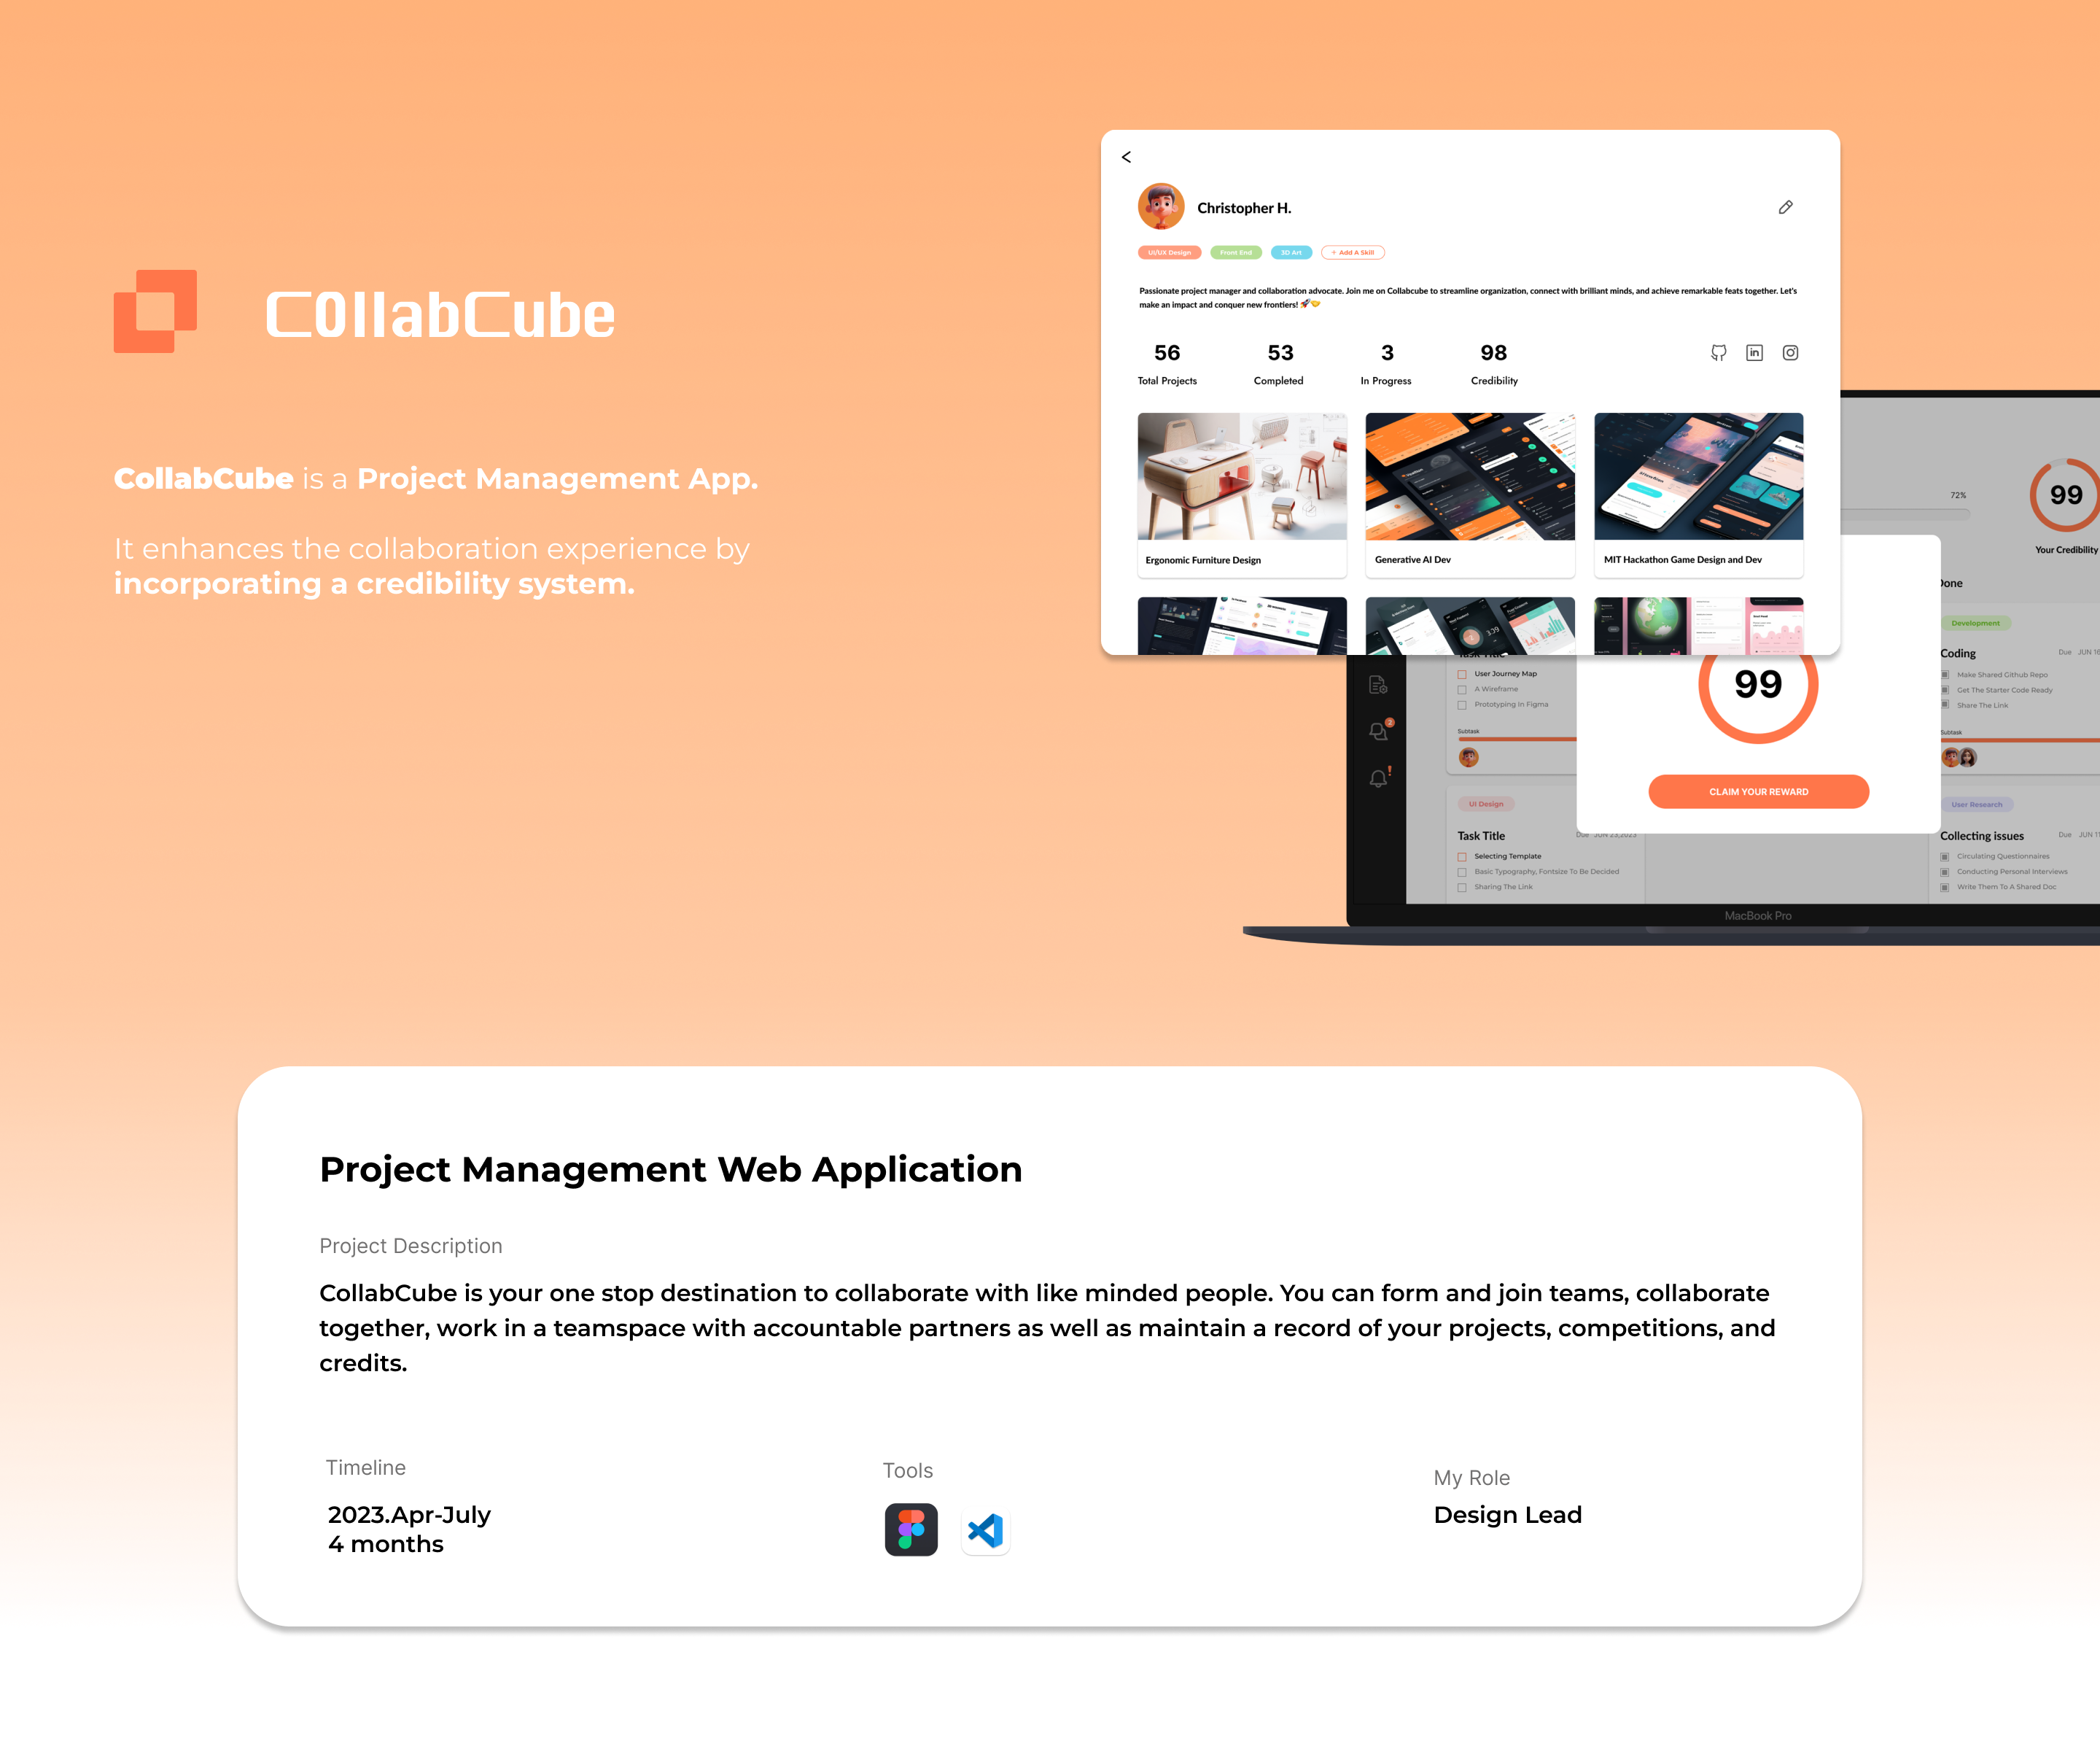 C0llabCube
CollabCube is a Project Management App.
It enhances the collaboration experience by
incorporating a credibility system.
<
Christopher H.
UI/UX Design
Front End
3D Art
+ Add A Skill
Passionate project manager and collaboration advocate. Join me on Collabcube to streamline organization, connect with brilliant minds, and achieve remarkable feats together. Let's
make an impact and conquer new frontiers! 🚀🤝
56
53
3
98
Total Projects
Completed
In Progress
Credibility
in
Ergonomic Furniture Design
Generative AI Dev
MIT Hackathon Game Design and Dev
72%
99
Your Credibility
Done
Development
Coding
Due JUN 16
Make Shared Github Repo
Get The Starter Code Ready
Share The Link
Subtask
Task Title
User Journey Map
A Wireframe
Prototyping In Figma
Subtask
2
!
99
CLAIM YOUR REWARD
UI Design
Task Title
Due JUN 23,2023
Selecting Template
Basic Typography, Fontsize To Be Decided
Sharing The Link
User Research
Collecting issues
Due JUN 11
Circulating Questionnaires
Conducting Personal Interviews
Write Them To A Shared Doc
MacBook Pro
Project Management Web Application
Project Description
CollabCube is your one stop destination to collaborate with like minded people. You can form and join teams, collaborate
together, work in a teamspace with accountable partners as well as maintain a record of your projects, competitions, and
credits.
Timeline
2023.Apr-July
4 months
Tools
My Role
Design Lead